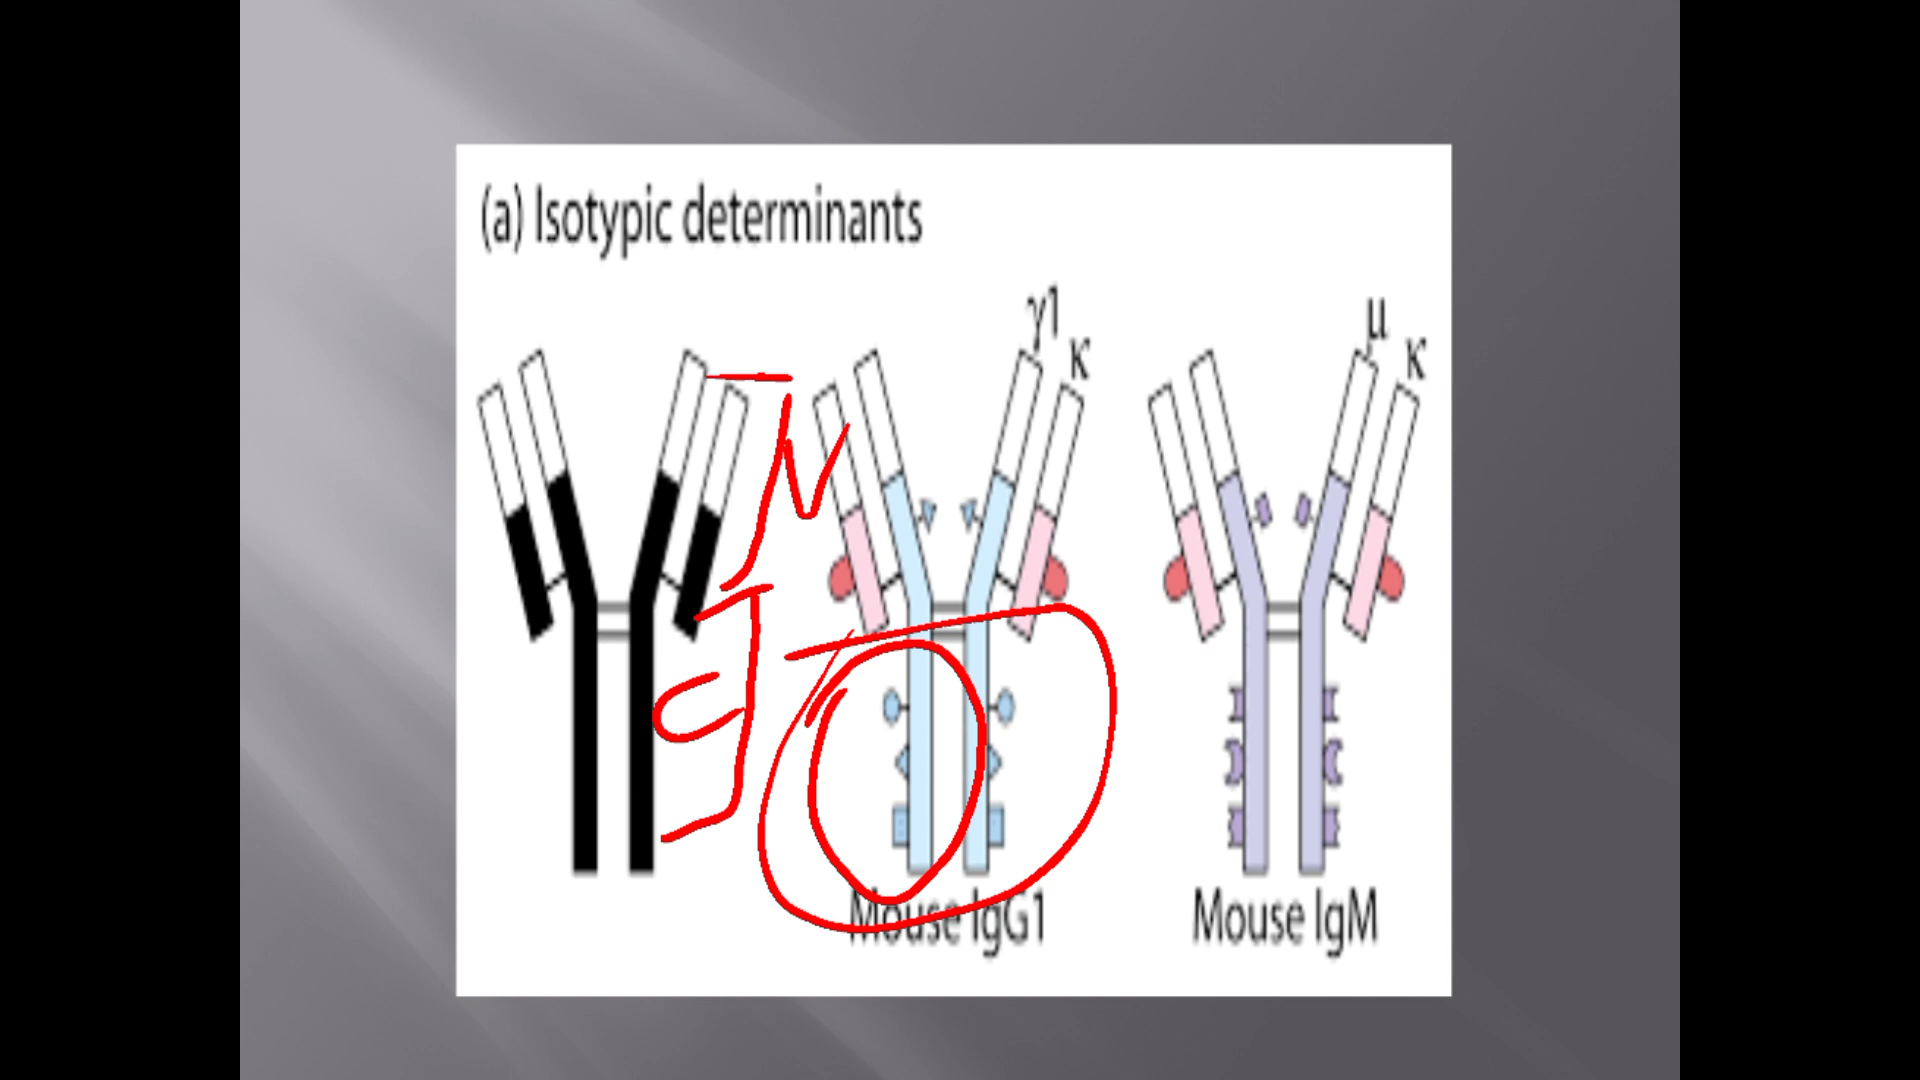 (a) Isotypic determinants
γ1
κ
μ
κ
C
Mouse IgG1
Mouse IgM